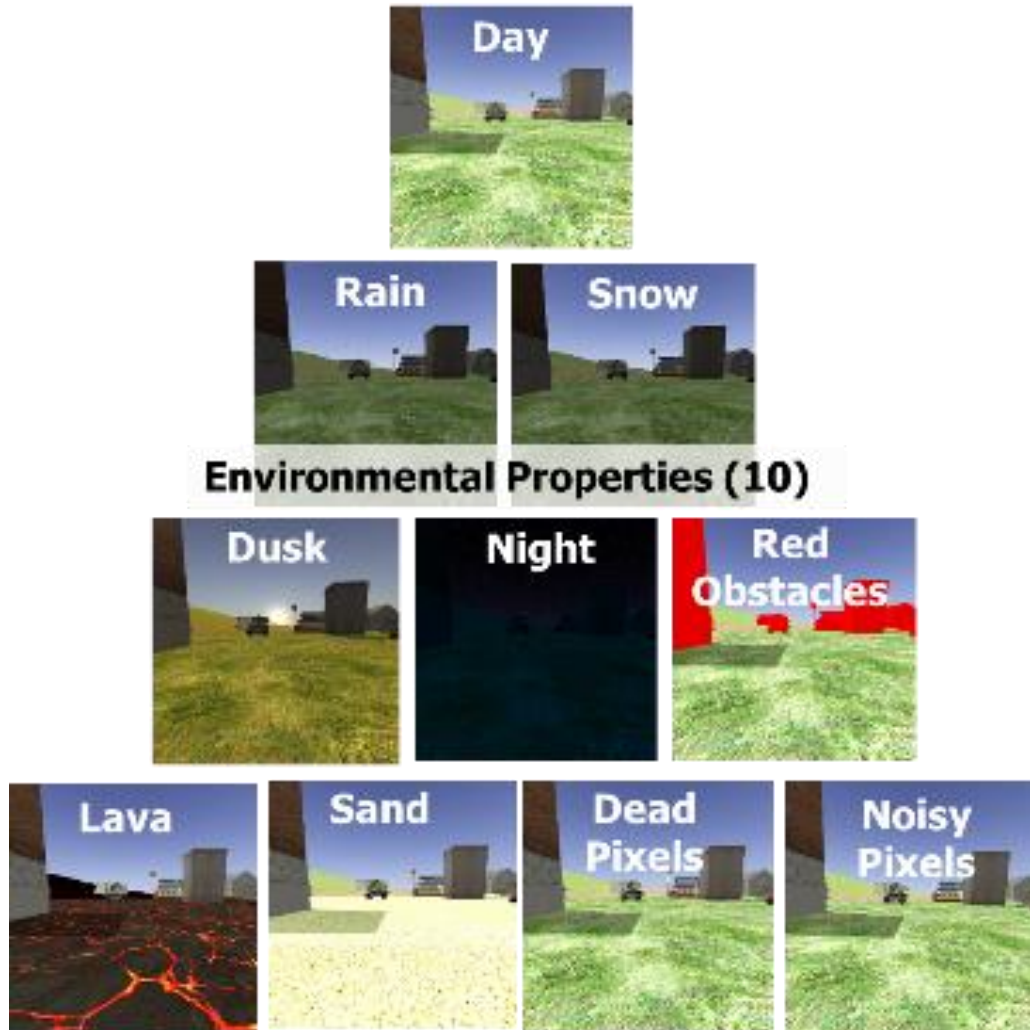 Day
Rain
Snow
Environmental Properties (10)
Dusk
Night
Red
Obstacles
Lava
Sand
Dead
Pixels
Noisy
Pixels